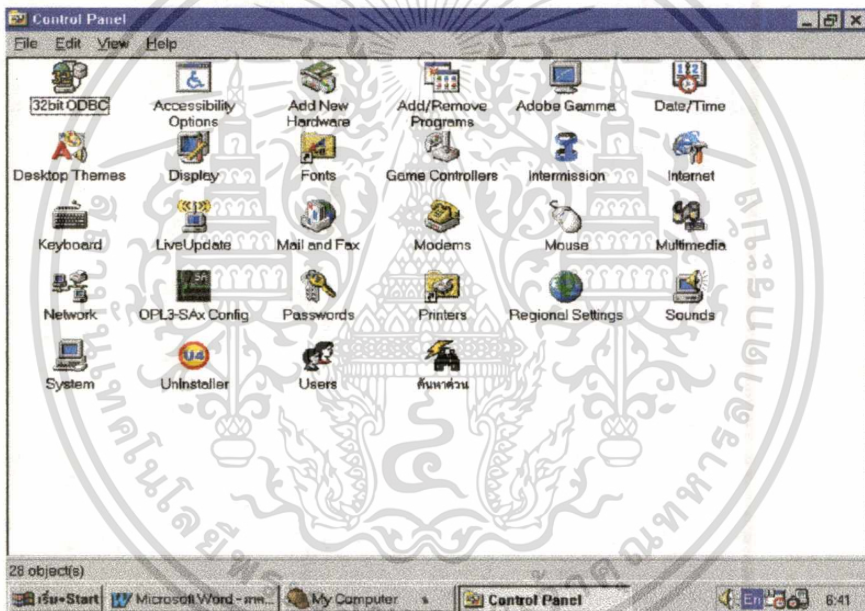 Control Panel
File Edit View Help
32bit ODBC
Accessibility Options
Add New Hardware
Add/Remove Programs
Adobe Gamma
Date/Time
Desktop Themes
Display
Fonts
Game Controllers
Intermission
Internet
Keyboard
LiveUpdate
Mail and Fax
Modems
Mouse
Multimedia
Network
OPL3-SAx Config
Passwords
Printers
Regional Settings
Sounds
System
UnInstaller
Users
ค้นหาด่วน
28 object(s)
เริ่ม•Start
Microsoft Word -
My Computer
Control Panel
En
6:41